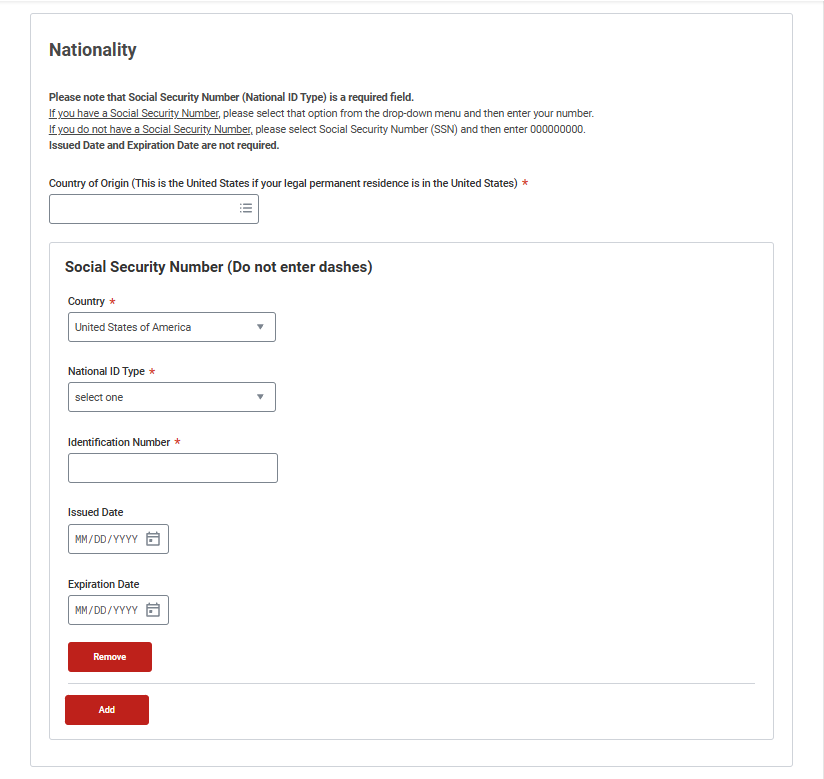 Nationality
Please note that Social Security Number (National ID Type) is a required field.
If you have a Social Security Number, please select that option from the drop-down menu and then enter your number.
If you do not have a Social Security Number, please select Social Security Number (SSN) and then enter 000000000.
Issued Date and Expiration Date are not required.
Country of Origin (This is the United States if your legal permanent residence is in the United States) *
Social Security Number (Do not enter dashes)
Country *
United States of America
National ID Type *
select one
Identification Number *
Issued Date
MM/DD/YYYY
Expiration Date
MM/DD/YYYY
Remove
Add